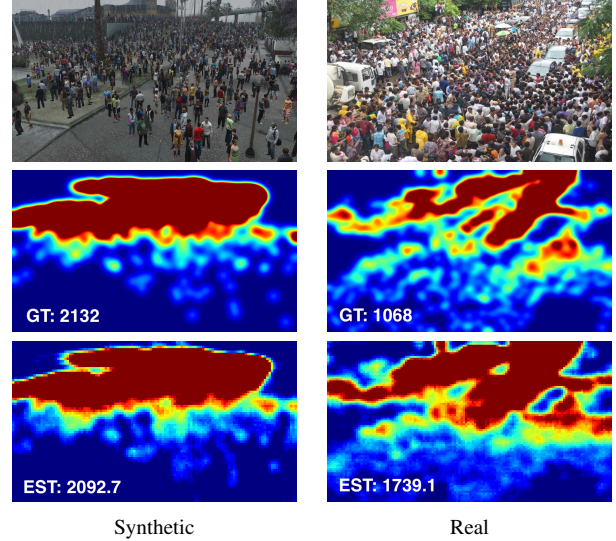 GT: 2132
GT: 1068
EST: 2092.7
EST: 1739.1
Synthetic
Real